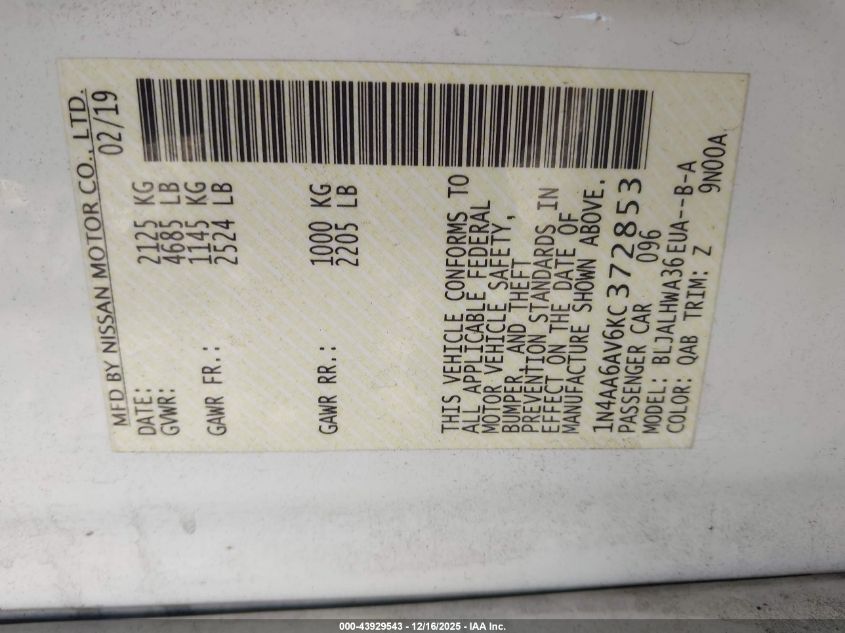 MFD BY NISSAN MOTOR CO., LTD.
DATE: 02/19
GVWR: 2125 KG
4685 LB
GAWR FR.: 1145 KG
2524 LB
GAWR RR.: 1000 KG
2205 LB
THIS VEHICLE CONFORMS TO
ALL APPLICABLE FEDERAL
MOTOR VEHICLE SAFETY,
BUMPER, AND THEFT
PREVENTION STANDARDS IN
EFFECT ON THE DATE OF
MANUFACTURE SHOWN ABOVE.
1N4AA6AV6KC372853
PASSENGER CAR 096
MODEL: BLJALHWA36EUA--B-A
COLOR: QAB TRIM: Z 9N00A
000-43929543 - 12/16/2025 - IAA Inc.